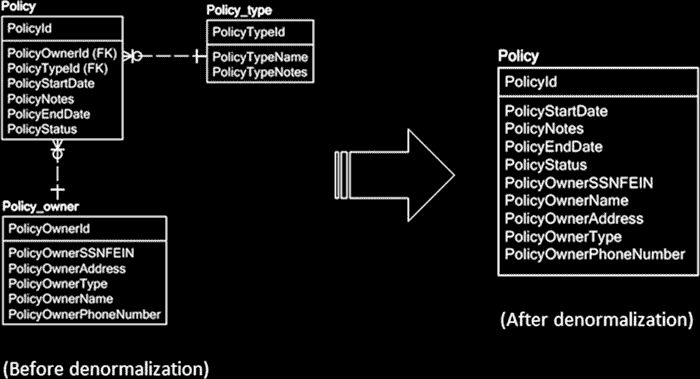 Policy
PolicyId
PolicyOwnerId (FK)
PolicyTypeId (FK)
PolicyStartDate
PolicyNotes
PolicyEndDate
PolicyStatus
Policy_type
PolicyTypeId
PolicyTypeName
PolicyTypeNotes
Policy_owner
PolicyOwnerId
PolicyOwnerSSNFEIN
PolicyOwnerAddress
PolicyOwnerType
PolicyOwnerName
PolicyOwnerPhoneNumber
(Before denormalization)
Policy
PolicyId
PolicyStartDate
PolicyNotes
PolicyEndDate
PolicyStatus
PolicyOwnerSSNFEIN
PolicyOwnerName
PolicyOwnerAddress
PolicyOwnerType
PolicyOwnerPhoneNumber
(After denormalization)